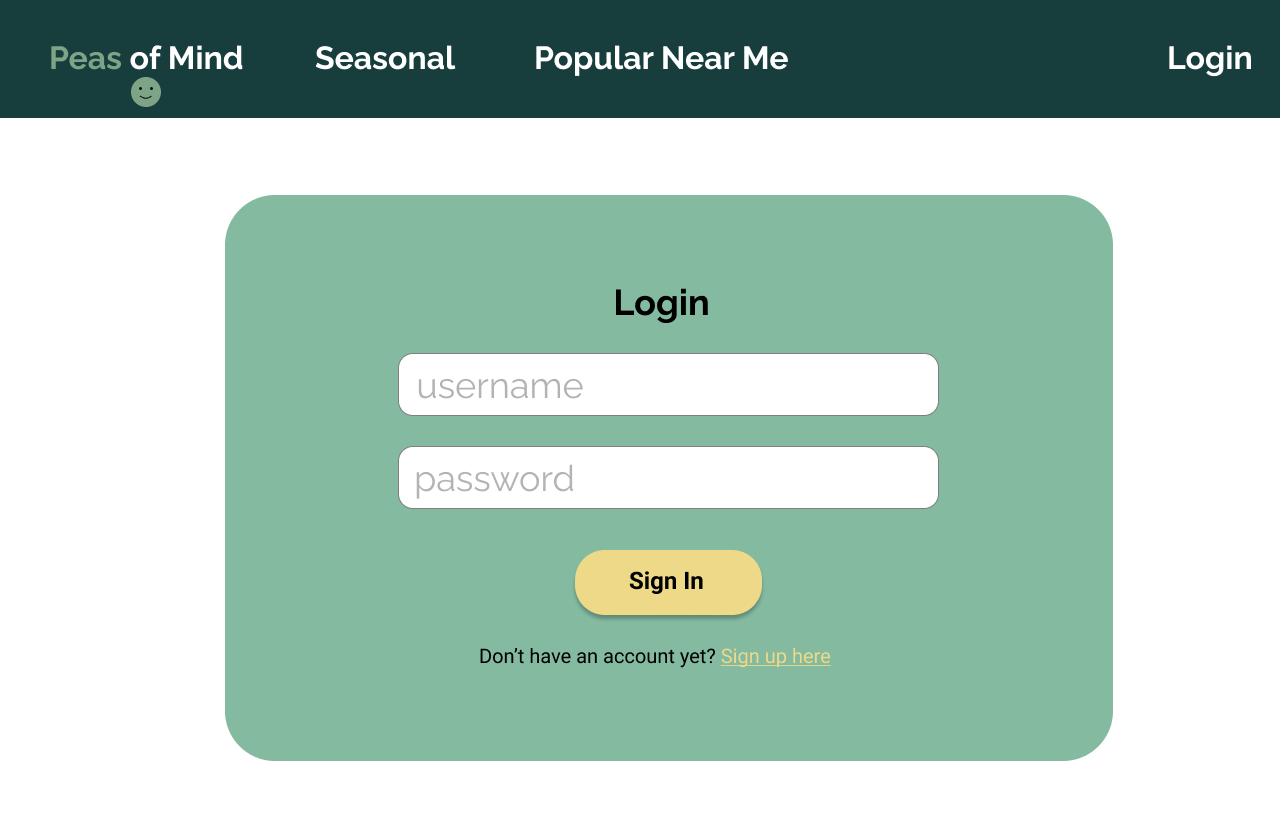 Peas of Mind Seasonal Popular Near Me Login
Login
username
password
Sign In
Don’t have an account yet? Sign up here